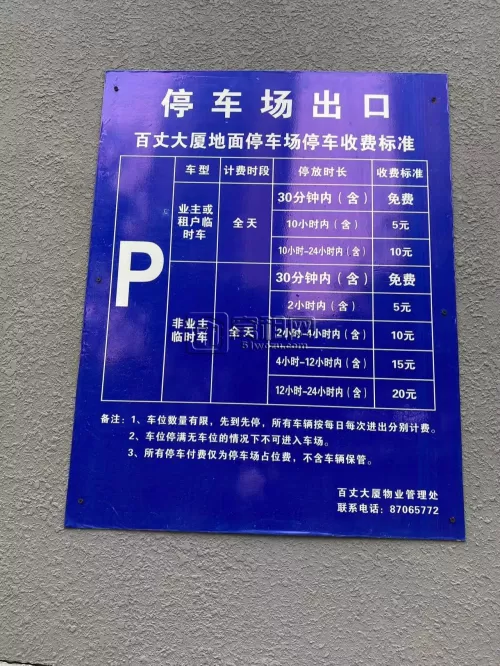 停车场出口
百丈大厦地面停车场停车收费标准
车型 计费时段 停放时长 收费标准
P
业主或租户临时车 全天 30分钟内（含） 免费
10小时内（含） 5元
10小时-24小时内（含） 10元
非业主临时车 全天 30分钟内（含） 免费
2小时内（含） 5元
2小时-4小时内（含） 10元
4小时-12小时内（含） 15元
12小时-24小时内（含） 20元
备注：1、车位数量有限，先到先停，所有车辆按每日每次进出分别计费。
2、车位停满无车位的情况下不可进入车场。
3、所有停车付费仅为停车场占位费，不含车辆保管。
百丈大厦物业管理处
联系电话：87065772